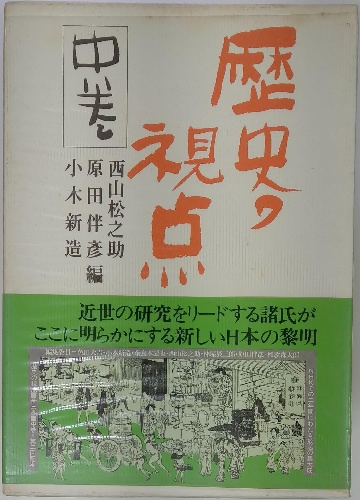 歴史の
視点
中巻
西山松之助
原田伴彦編
小木新造
近世の研究をリードする諸氏が
ここに明らかにする新しい日本の黎明